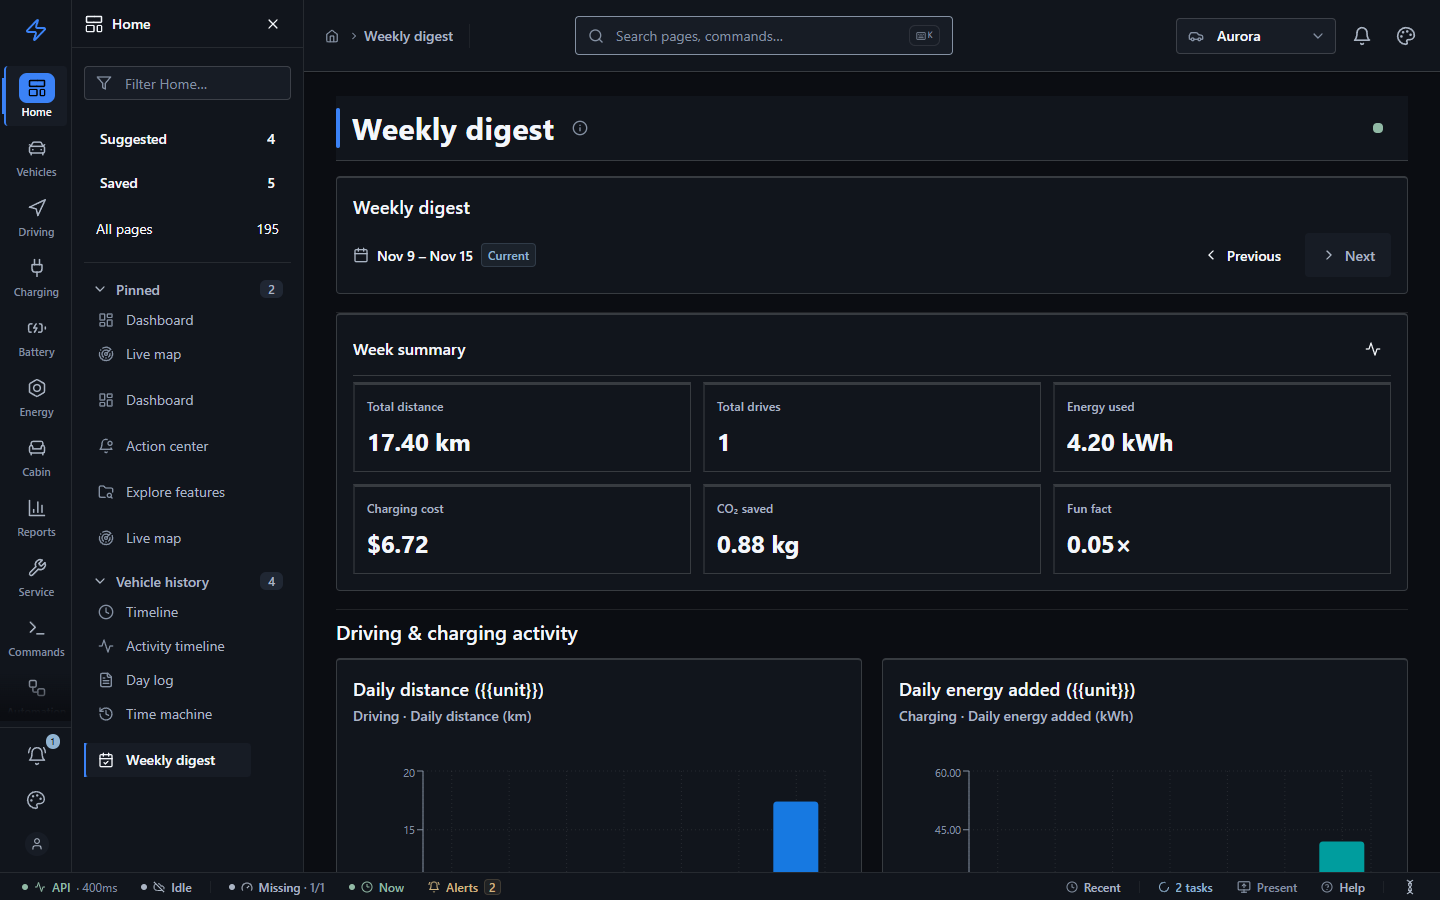 Home
Vehicles
Driving
Charging
Battery
Energy
Cabin
Reports
Service
Commands
1
Home
Filter Home...
Suggested 4
Saved 5
All pages 195
Pinned 2
Dashboard
Live map
Dashboard
Action center
Explore features
Live map
Vehicle history 4
Timeline
Activity timeline
Day log
Time machine
Weekly digest
Weekly digest
Search pages, commands...
K
Aurora
Weekly digest
Weekly digest
Nov 9 – Nov 15 Current
Previous
Next
Week summary
Total distance
17.40 km
Total drives
1
Energy used
4.20 kWh
Charging cost
$6.72
CO₂ saved
0.88 kg
Fun fact
0.05×
Driving & charging activity
Daily distance ({{unit}})
Driving · Daily distance (km)
20
15
Daily energy added ({{unit}})
Charging · Daily energy added (kWh)
60.00
45.00
API · 400ms
Idle
Missing · 1/1
Now
Alerts 2
Recent
2 tasks
Present
Help